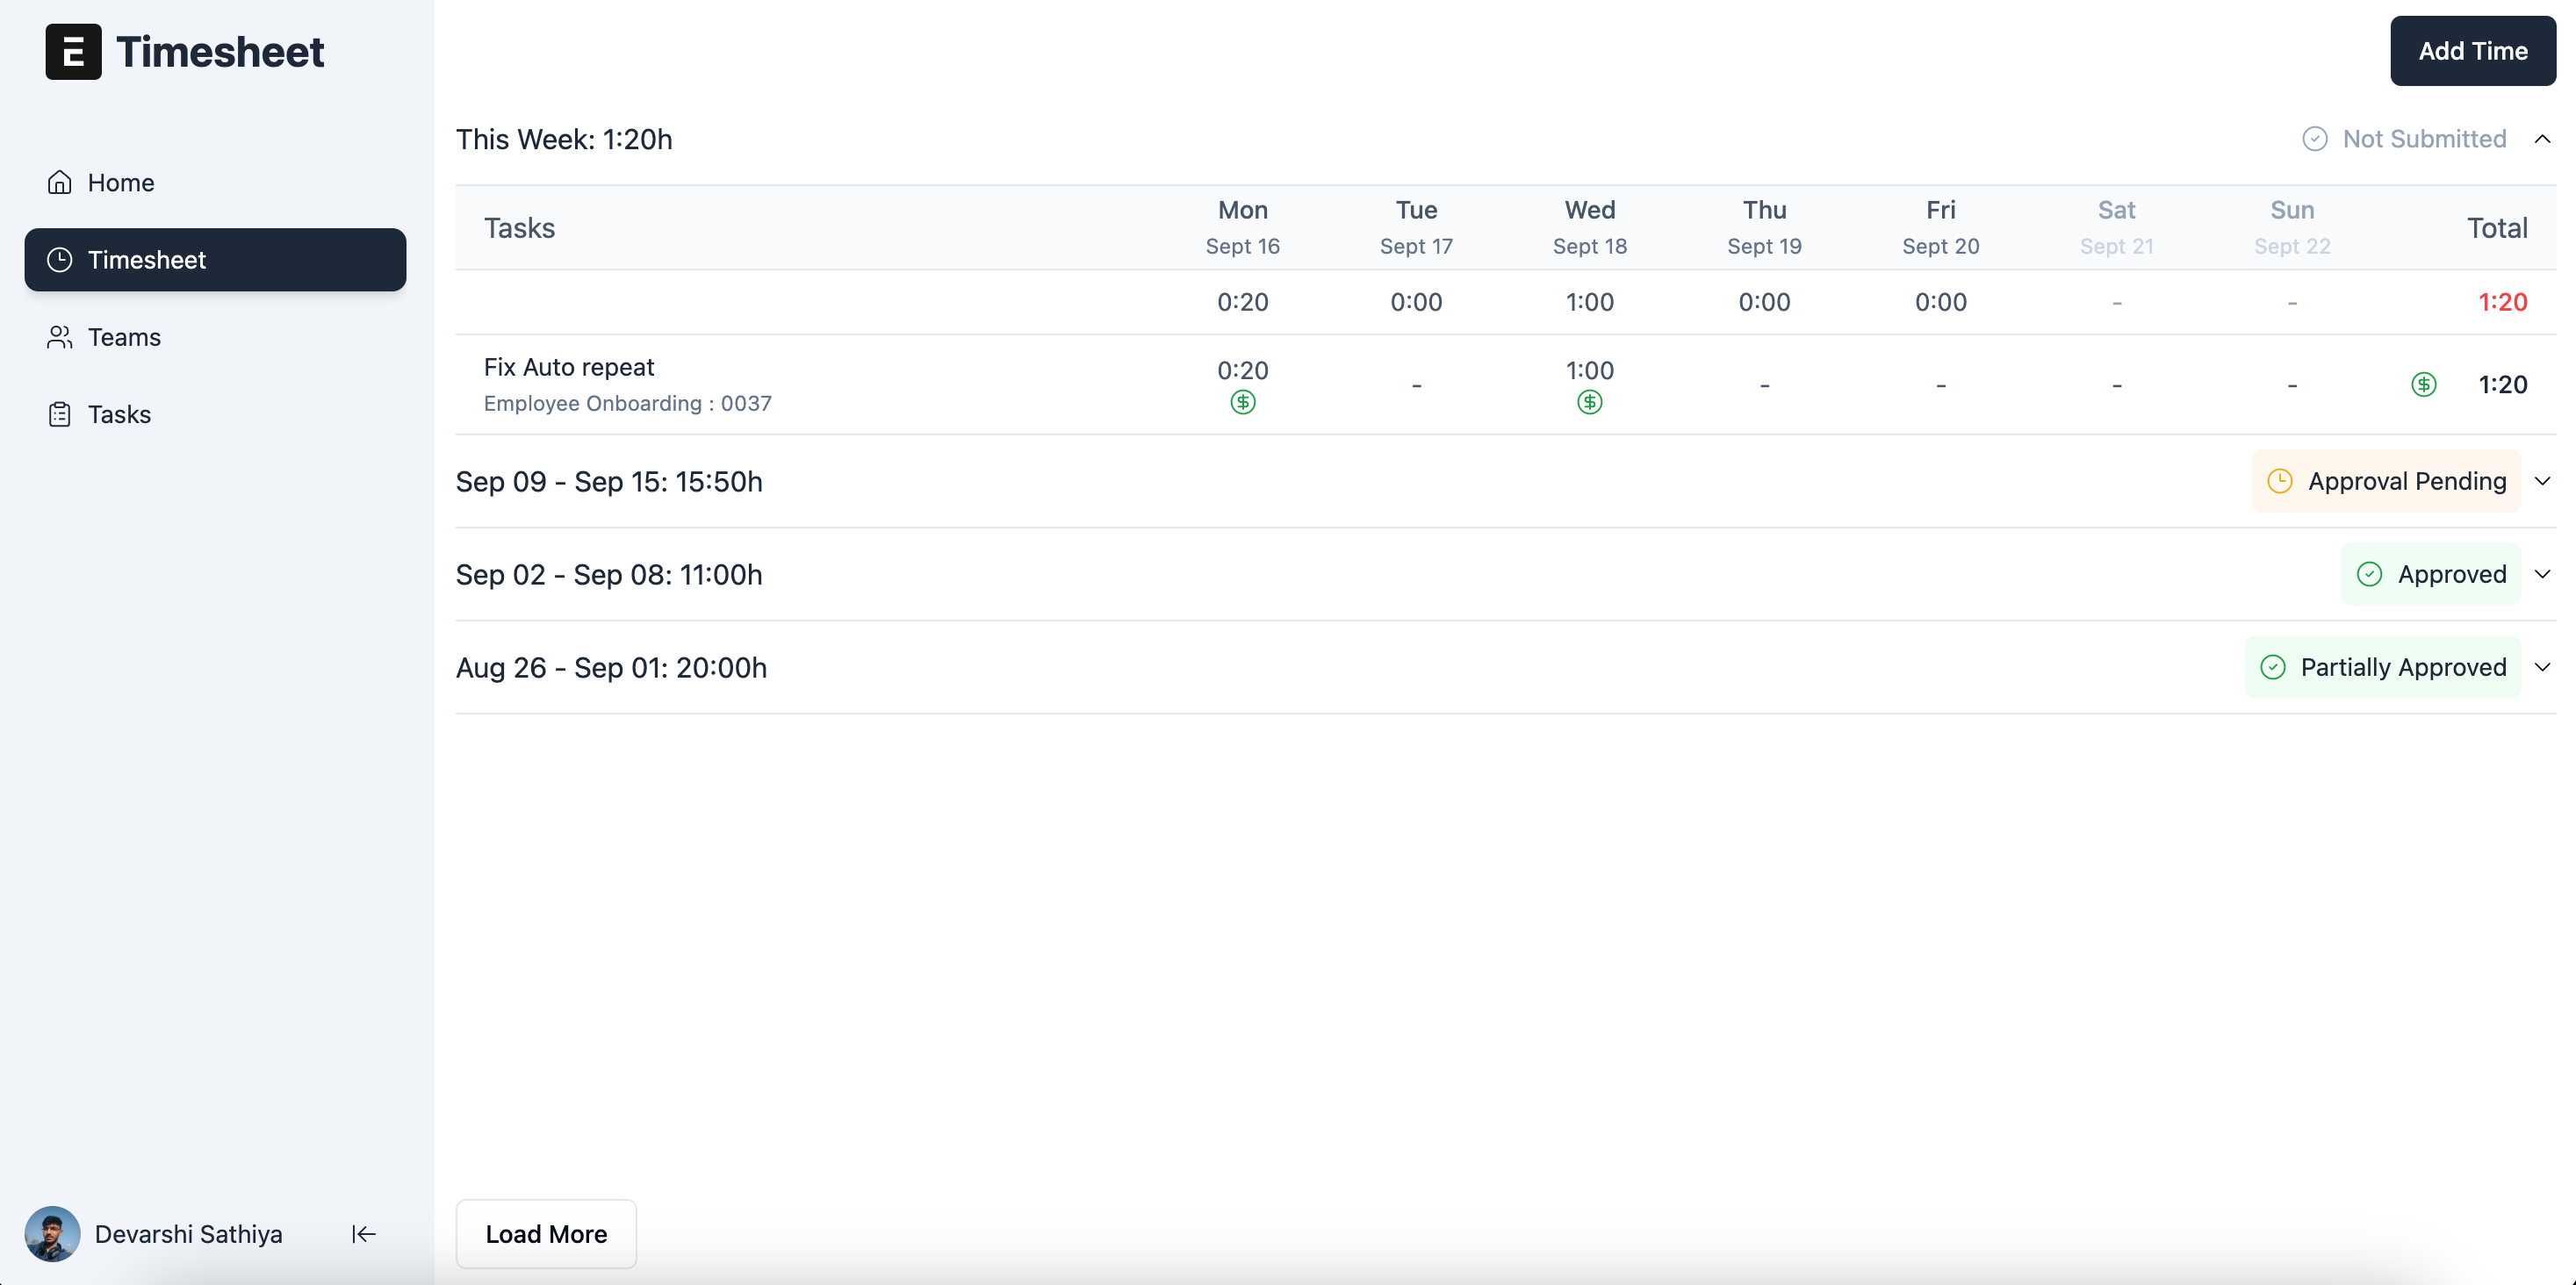 E Timesheet
Add Time
Home
Timesheet
Teams
Tasks
This Week: 1:20h
Not Submitted
Tasks Mon Tue Wed Thu Fri Sat Sun Total
Sept 16 Sept 17 Sept 18 Sept 19 Sept 20 Sept 21 Sept 22
0:20 0:00 1:00 0:00 0:00 - - 1:20
Fix Auto repeat 0:20 - 1:00 - - - - $ 1:20
Employee Onboarding : 0037 $ $
Sep 09 - Sep 15: 15:50h Approval Pending
Sep 02 - Sep 08: 11:00h Approved
Aug 26 - Sep 01: 20:00h Partially Approved
Devarshi Sathiya
Load More